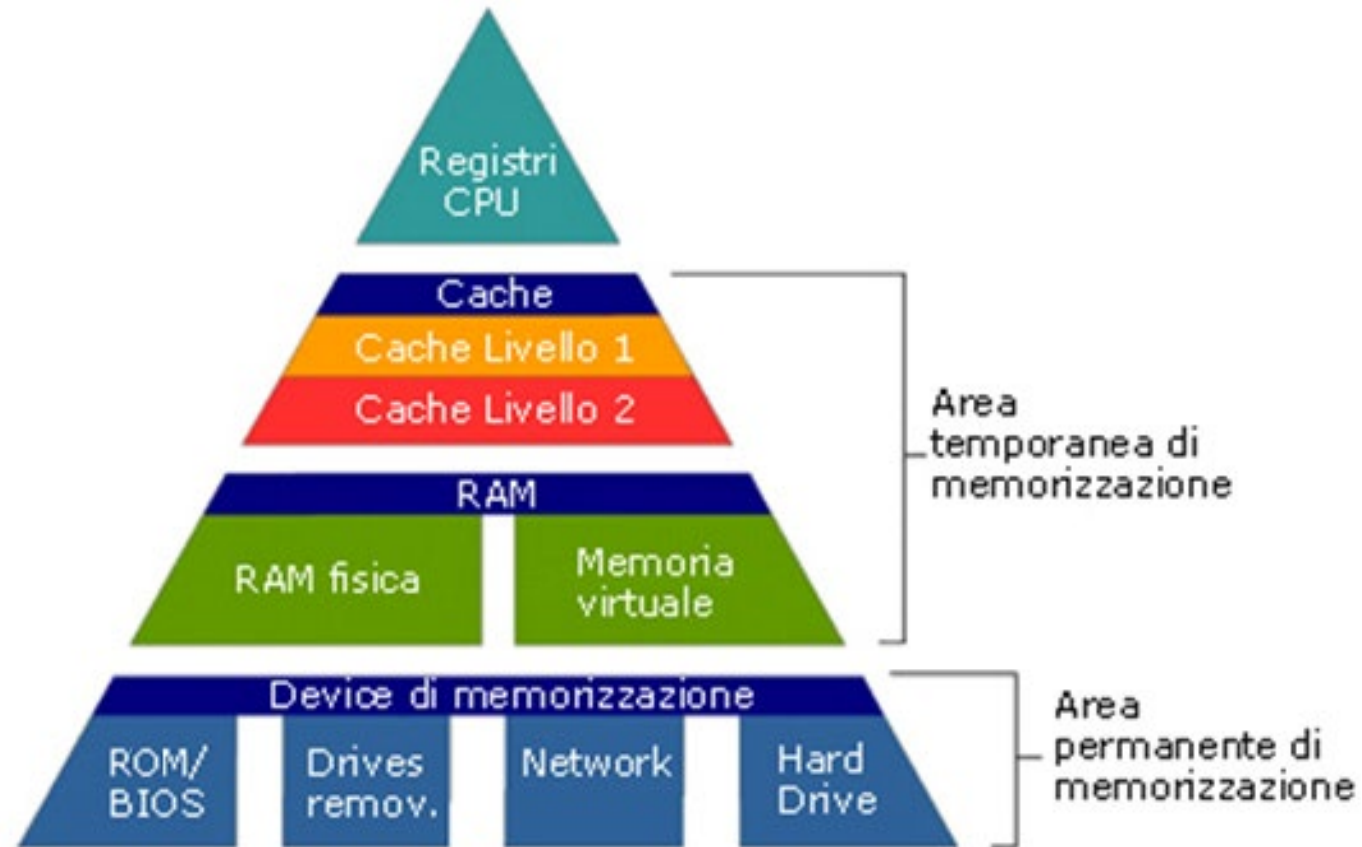 Registri
CPU
Cache
Cache Livello 1
Cache Livello 2
Area
temporanea di
memorizzazione
RAM
RAM fisica
Memoria
virtuale
Device di memorizzazione
ROM/
BIOS
Drives
remov.
Network
Hard
Drive
Area
permanente di
memorizzazione